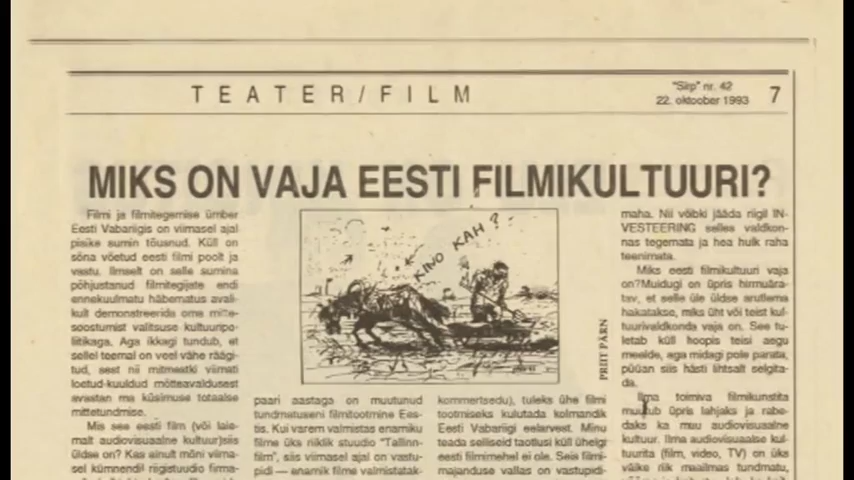 TEATER/FILM
"Sirp" nr. 42
22. oktoober 1993
7
MIKS ON VAJA EESTI FILMIKULTUURI?
Filmi ja filmitegemise ümber
Eesti Vabariigis on viimasel ajal
pisike sumin tõusnud. Küll on
sõna võetud eesti filmi poolt ja
vastu. Ilmselt on selle sumina
põhjustanud filmitegijate endi
ennekuulmatu häbematus avali-
kult demonstreerida oma mitte-
soostumist valitsuse kultuuripo-
liitikaga. Aga ikkagi tundub, et
sellel teemal on veel vähe räägi-
tud, sest nii mitmestki viimati
loetud-kuuldud mõtteavaldusest
avastan ma küsimuse totaalse
mittetundmise.
Mis see eesti film (või laie-
malt audiovisuaalne kultuur)siis
üldse on? Kas ainult mõni viima-
sel kümnendil riigistuudio firma-
KINO KAH?
PRIIT PÄRN
paari aastaga on muutunud
tundmatuseni filmitootmine Ees-
tis. Kui varem valmistas enamiku
filme üks riiklik stuudio "Tallinn-
film", siis viimasel ajal on vastu-
pidi — enamik filme valmistatak-
kommertsedu), tuleks ühe filmi
tootmiseks kulutada kolmandik
Eesti Vabariigi eelarvest. Minu
teada selliseid taotlusi küll ühelgi
eesti filmimehel ei ole. Seis filmi-
majanduse vallas on vastupidi-
maha. Nii võibki jääda riigil IN-
VESTEERING selles valdkon-
nas tegemata ja hea hulk raha
teenimata.
Miks eesti filmikultuuri vaja
on?Muidugi on üpris hirmuära-
tav, et selle üle üldse arutlema
hakatakse, miks üht või teist kul-
tuurivaldkonda vaja on. See tu-
letab küll hoopis teisi aegu
meelde, aga midagi pole parata,
püüan siis hästi lihtsalt selgita-
da.
Ilma toimiva filmikunstita
muutub üpris lahjaks ja rabe-
daks ka muu audiovisuaalne
kultuur. Ilma audiovisuaalse kul-
tuurita (film, video, TV) on üks
väike riik maailmas tundmatu,